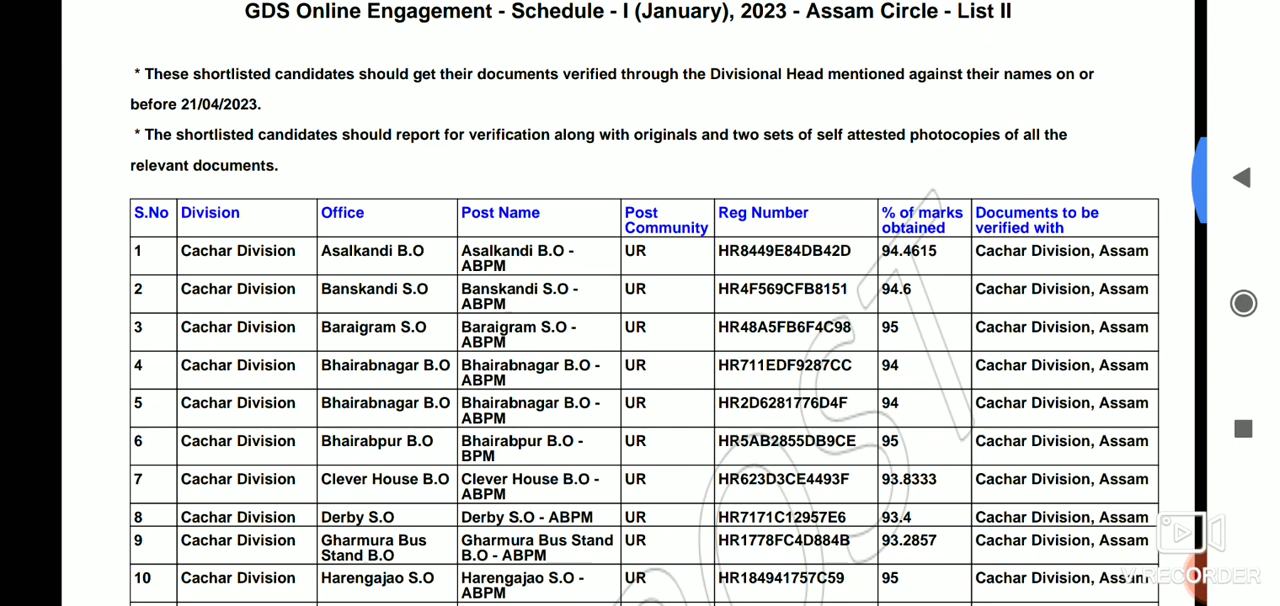 GDS Online Engagement - Schedule - I (January), 2023 - Assam Circle - List II
* These shortlisted candidates should get their documents verified through the Divisional Head mentioned against their names on or
before 21/04/2023.
* The shortlisted candidates should report for verification along with originals and two sets of self attested photocopies of all the
relevant documents.
S.No Division Office Post Name Post Community Reg Number % of marks obtained Documents to be verified with
1 Cachar Division Asalkandi B.O Asalkandi B.O - ABPM UR HR8449E84DB42D 94.4615 Cachar Division, Assam
2 Cachar Division Banskandi S.O Banskandi S.O - ABPM UR HR4F569CFB8151 94.6 Cachar Division, Assam
3 Cachar Division Baraigram S.O Baraigram S.O - ABPM UR HR48A5FB6F4C98 95 Cachar Division, Assam
4 Cachar Division Bhairabnagar B.O Bhairabnagar B.O - ABPM UR HR711EDF9287CC 94 Cachar Division, Assam
5 Cachar Division Bhairabnagar B.O Bhairabnagar B.O - ABPM UR HR2D6281776D4F 94 Cachar Division, Assam
6 Cachar Division Bhairabpur B.O Bhairabpur B.O - BPM UR HR5AB2855DB9CE 95 Cachar Division, Assam
7 Cachar Division Clever House B.O Clever House B.O - ABPM UR HR623D3CE4493F 93.8333 Cachar Division, Assam
8 Cachar Division Derby S.O Derby S.O - ABPM UR HR7171C12957E6 93.4 Cachar Division, Assam
9 Cachar Division Gharmura Bus Stand B.O Gharmura Bus Stand B.O - ABPM UR HR1778FC4D884B 93.2857 Cachar Division, Assam
10 Cachar Division Harengajao S.O Harengajao S.O - ABPM UR HR184941757C59 95 Cachar Division, Assam
V RECORDER